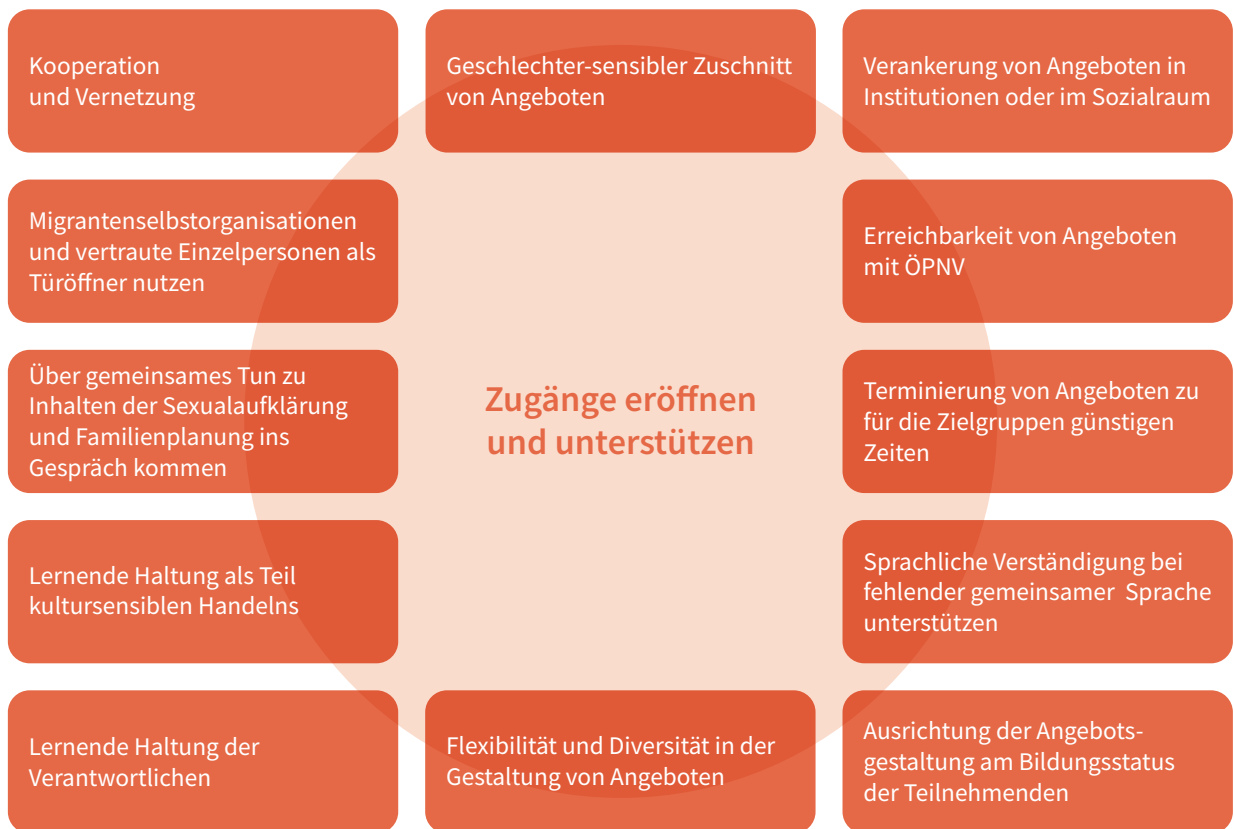 Kooperation
und Vernetzung
Geschlechter-sensibler Zuschnitt
von Angeboten
Verankerung von Angeboten in
Institutionen oder im Sozialraum
Migrantenselbstorganisationen
und vertraute Einzelpersonen als
Türöffner nutzen
Erreichbarkeit von Angeboten
mit ÖPNV
Über gemeinsames Tun zu
Inhalten der Sexualaufklärung
und Familienplanung ins
Gespräch kommen
Zugänge eröffnen
und unterstützen
Terminierung von Angeboten zu
für die Zielgruppen günstigen
Zeiten
Lernende Haltung als Teil
kultursensiblen Handelns
Sprachliche Verständigung bei
fehlender gemeinsamer Sprache
unterstützen
Lernende Haltung der
Verantwortlichen
Flexibilität und Diversität in der
Gestaltung von Angeboten
Ausrichtung der Angebots-
gestaltung am Bildungsstatus
der Teilnehmenden